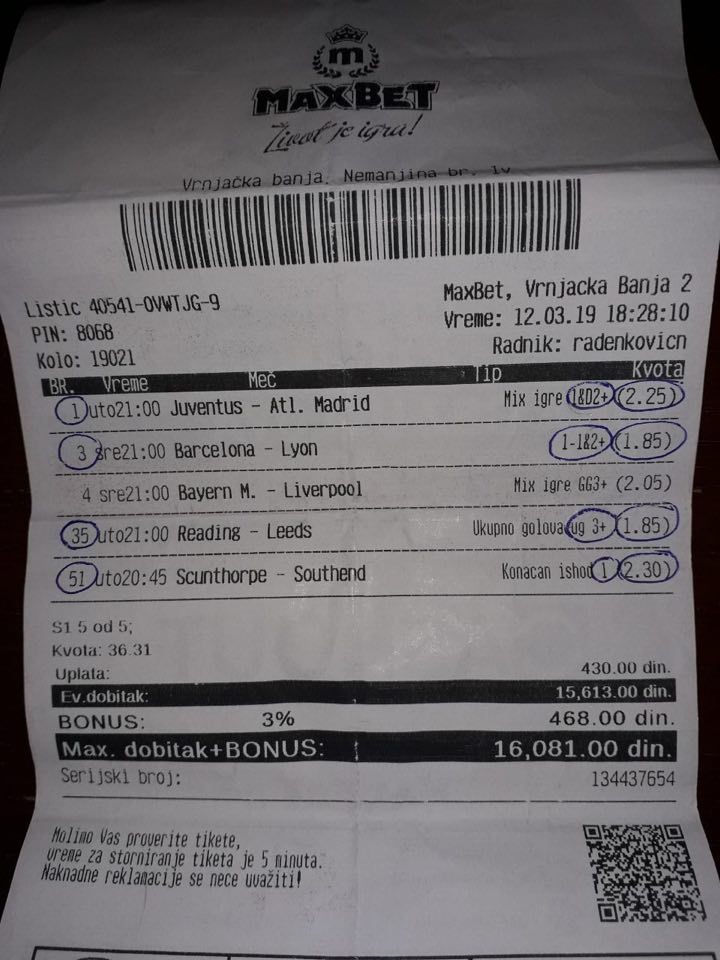 m
MAXBET
Život je igra!
Vrnjačka banja. Nemanjina br.
Listic 40541-OVWTJG-9
MaxBet, Vrnjacka Banja 2
PIN: 8068
Vreme: 12.03.19 18:28:10
Kolo: 19021
Radnik: radenkovicn
BR. Vreme Meč Tip Kvota
1 uto21:00 Juventus - Atl. Madrid Mix igre 1&D2+ (2.25)
3 sre21:00 Barcelona - Lyon 1-1&2+ (1.85)
4 sre21:00 Bayern M. - Liverpool Mix igre GG3+ (2.05)
35 uto21:00 Reading - Leeds Ukupno golova ug 3+ (1.85)
51 uto20:45 Scunthorpe - Southend Konacan ishod 1 (2.30)
S1 5 od 5;
Kvota: 36.31
Uplata: 430.00 din.
Ev.dobitak: 15,613.00 din.
BONUS: 3% 468.00 din.
Max. dobitak+BONUS: 16,081.00 din.
Serijski broj: 134437654
Molimo Vas proverite tikete,
vreme za storniranje tiketa je 5 minuta.
Naknadne reklamacije se nece uvažiti!